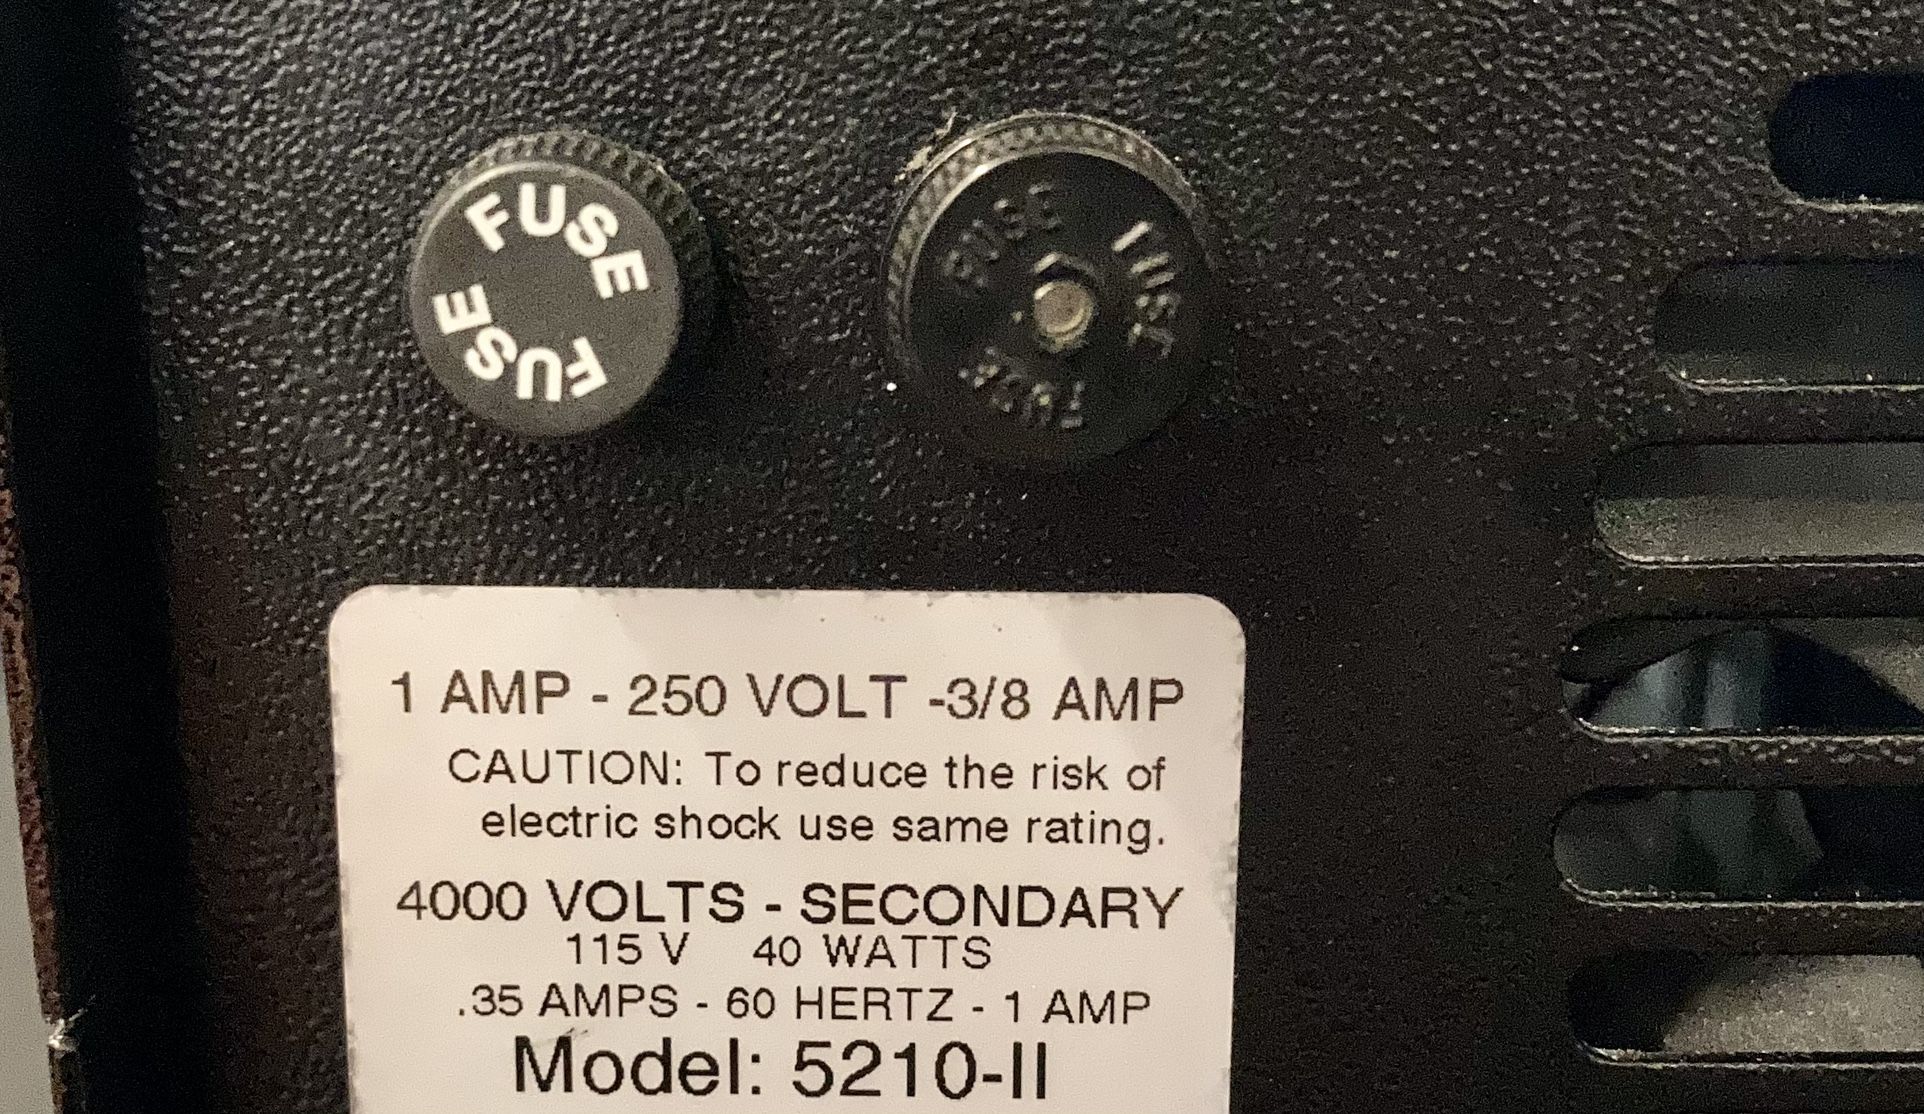 FUSE
FUSE
FUSE
FUSE
FUSE
1 AMP - 250 VOLT -3/8 AMP
CAUTION: To reduce the risk of
electric shock use same rating.
4000 VOLTS - SECONDARY
115 V 40 WATTS
.35 AMPS - 60 HERTZ - 1 AMP
Model: 5210-II